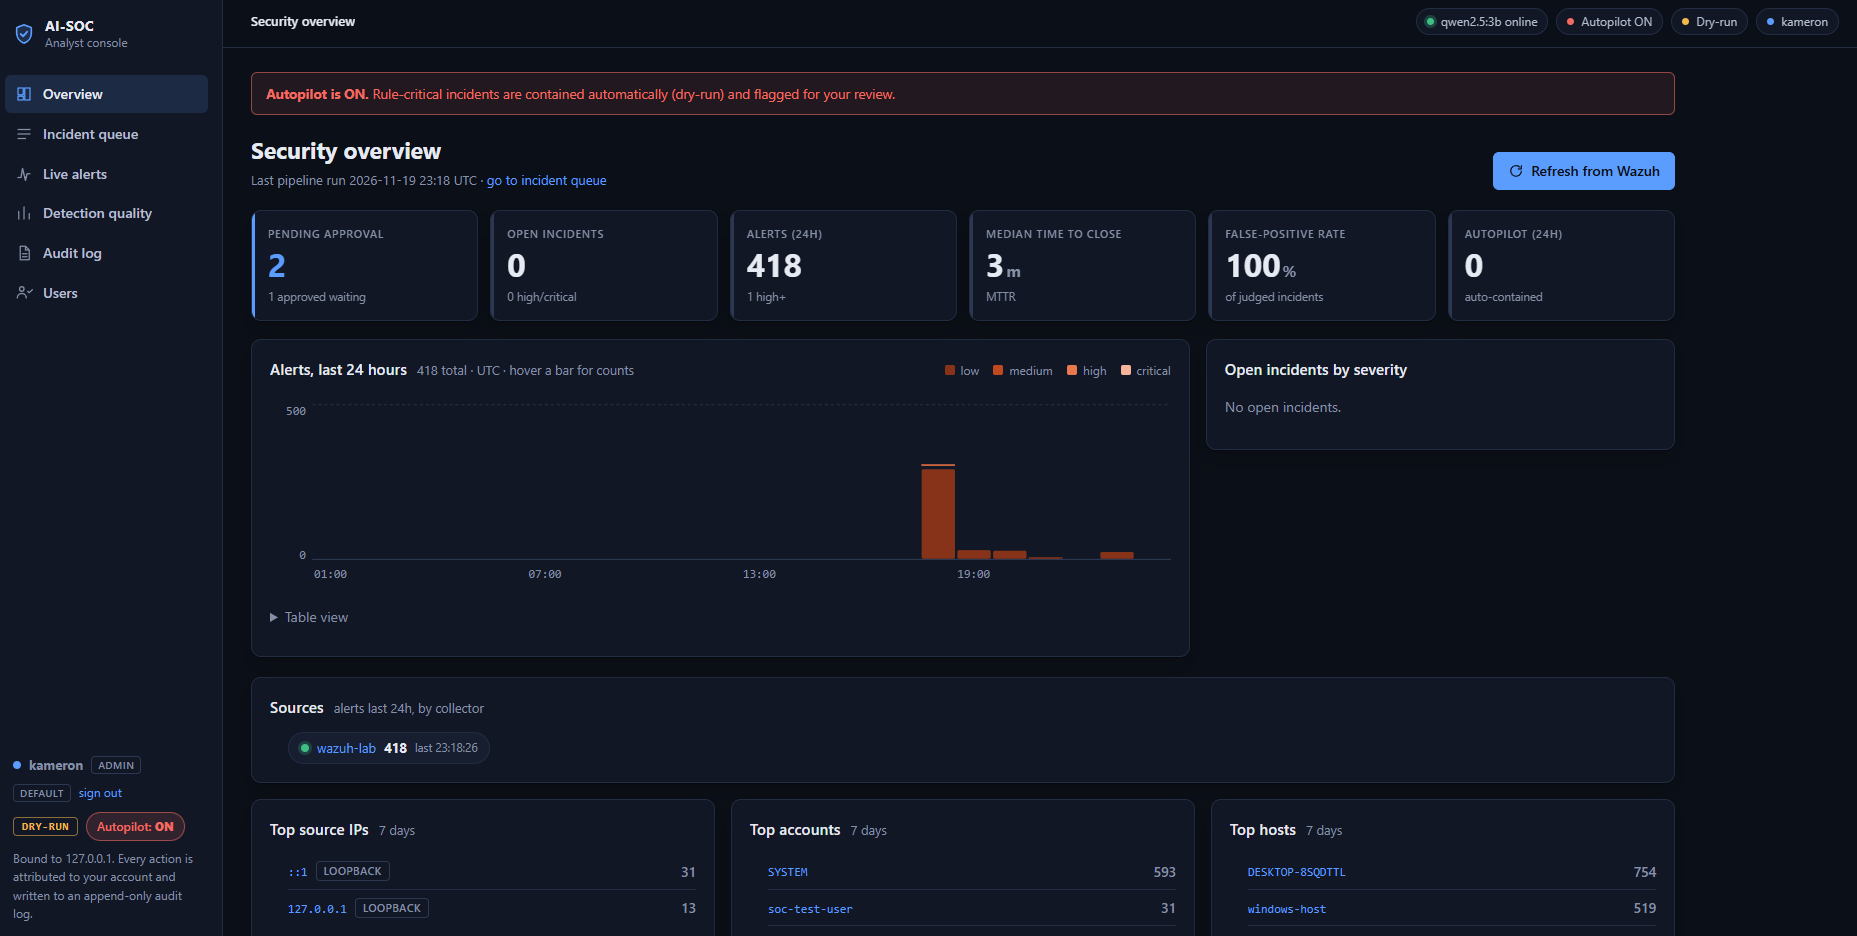 AI-SOC
Analyst console
Overview
Incident queue
Live alerts
Detection quality
Audit log
Users
kameron ADMIN
DEFAULT sign out
DRY-RUN Autopilot: ON
Bound to 127.0.0.1. Every action is
attributed to your account and
written to an append-only audit
log.
Security overview
qwen2.5:3b online
Autopilot ON
Dry-run
kameron
Autopilot is ON. Rule-critical incidents are contained automatically (dry-run) and flagged for your review.
Security overview
Last pipeline run 2026-11-19 23:18 UTC · go to incident queue
Refresh from Wazuh
PENDING APPROVAL
2
1 approved waiting
OPEN INCIDENTS
0
0 high/critical
ALERTS (24H)
418
1 high+
MEDIAN TIME TO CLOSE
3 m
MTTR
FALSE-POSITIVE RATE
100%
of judged incidents
AUTOPILOT (24H)
0
auto-contained
Alerts, last 24 hours 418 total · UTC · hover a bar for counts
low medium high critical
500
0
01:00 07:00 13:00 19:00
Table view
Open incidents by severity
No open incidents.
Sources alerts last 24h, by collector
wazuh-lab 418 last 23:18:26
Top source IPs 7 days
::1 LOOPBACK 31
127.0.0.1 LOOPBACK 13
Top accounts 7 days
SYSTEM 593
soc-test-user 31
Top hosts 7 days
DESKTOP-8SQDTTL 754
windows-host 519